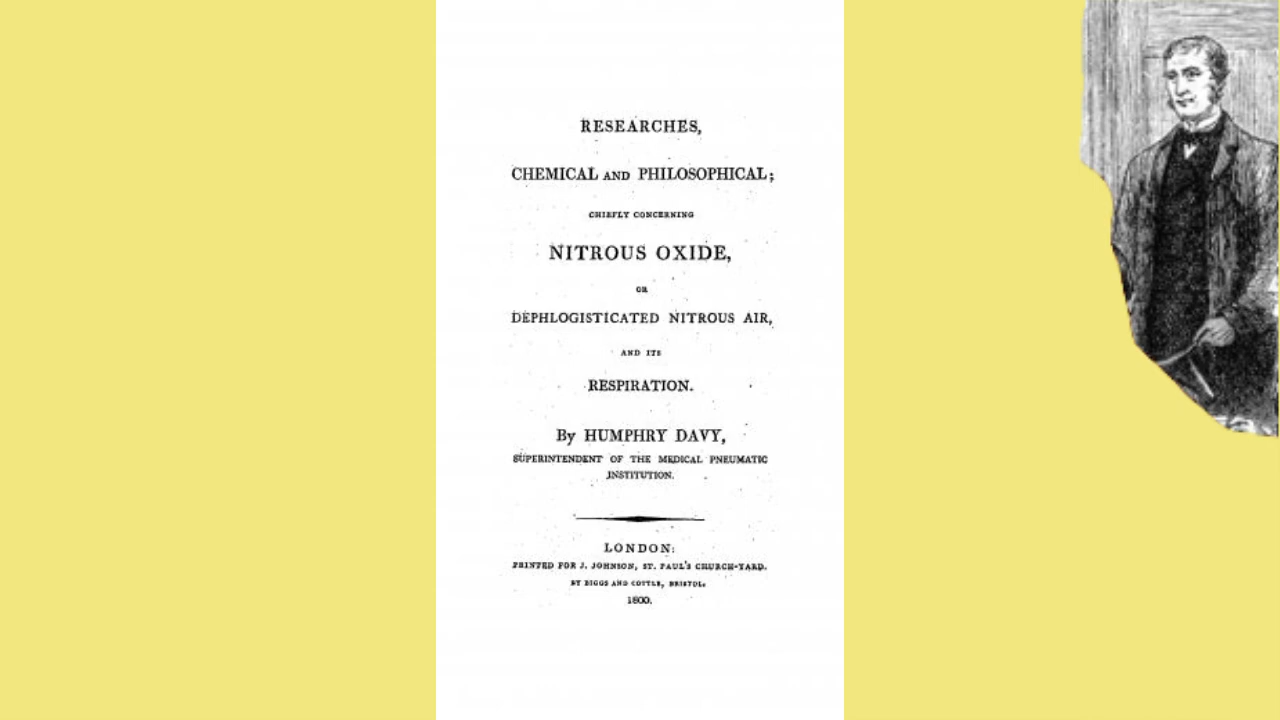 RESEARCHES,
CHEMICAL AND PHILOSOPHICAL;
CHIEFLY CONCERNING
NITROUS OXIDE,
OR
DEPHLOGISTICATED NITROUS AIR,
AND ITS
RESPIRATION.
By HUMPHRY DAVY,
SUPERINTENDENT OF THE MEDICAL PNEUMATIC
INSTITUTION.
LONDON:
PRINTED FOR J. JOHNSON, ST. PAUL'S CHURCH-YARD.
BY BIGGS AND COTTLE, BRISTOL.
1800.